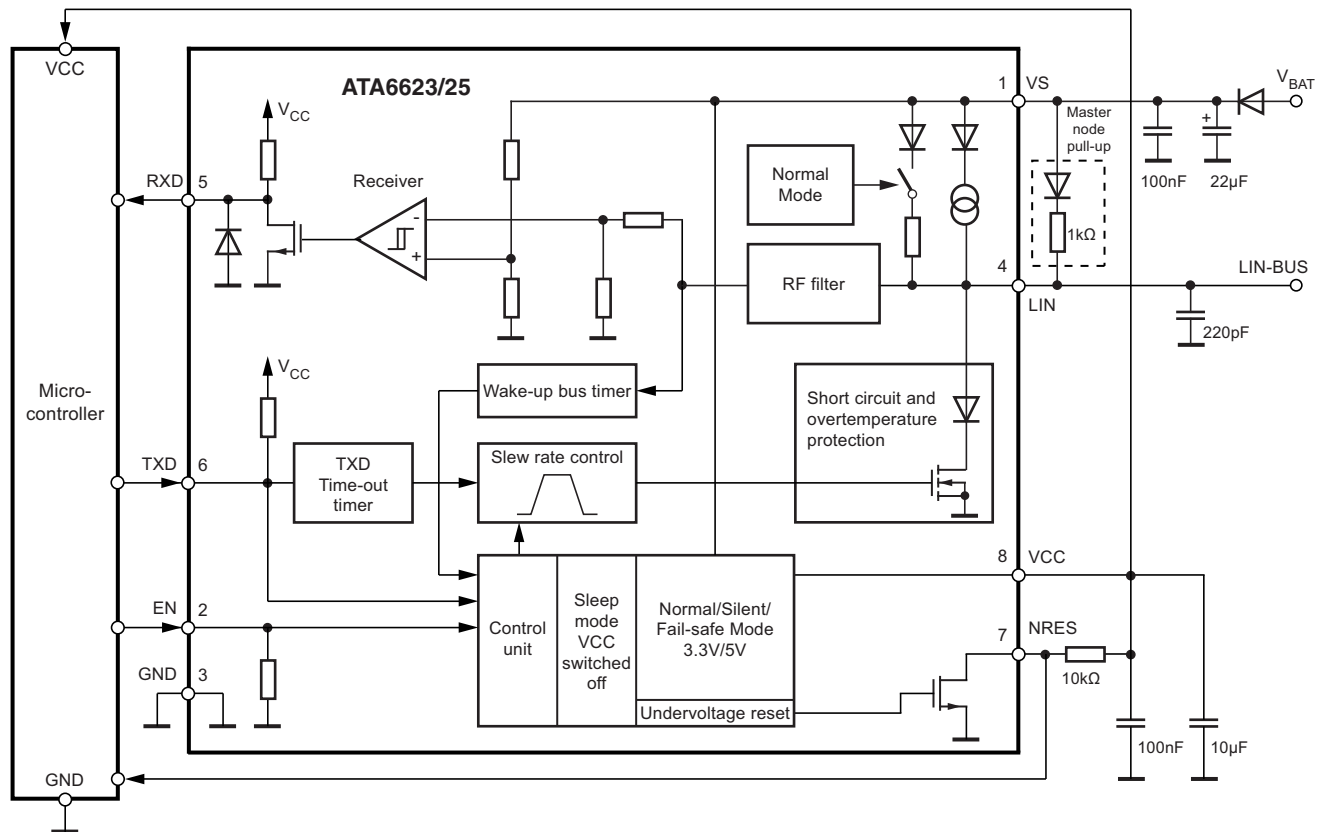 VCC
ATA6623/25
1
VS
V_BAT
V_CC
Master
node
pull-up
100nF
+
22μF
RXD
5
Receiver
Normal
Mode
-
+
1kΩ
RF filter
4
LIN
LIN-BUS
220pF
V_CC
Micro-
controller
Wake-up bus timer
Short circuit and
overtemperature
protection
TXD
6
TXD
Time-out
timer
Slew rate control
8
VCC
EN
2
Control
unit
Sleep
mode
VCC
switched
off
Normal/Silent/
Fail-safe Mode
3.3V/5V
7
NRES
10kΩ
GND
3
Undervoltage reset
100nF
10μF
GND